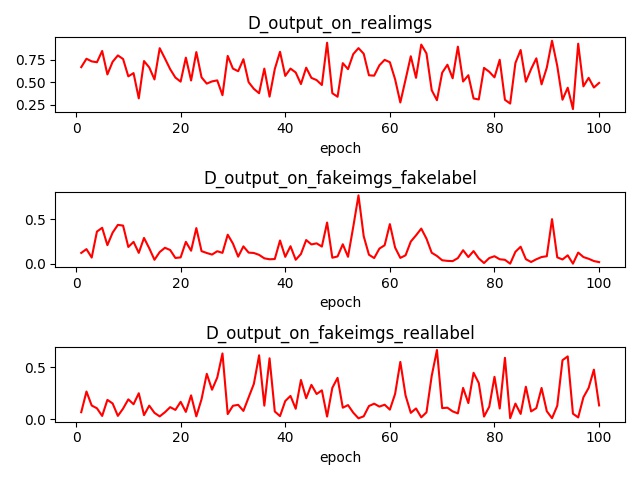 D_output_on_realimgs
0.75
0.50
0.25
0 20 40 60 80 100
epoch
D_output_on_fakeimgs_fakelabel
0.5
0.0
0 20 40 60 80 100
epoch
D_output_on_fakeimgs_reallabel
0.5
0.0
0 20 40 60 80 100
epoch